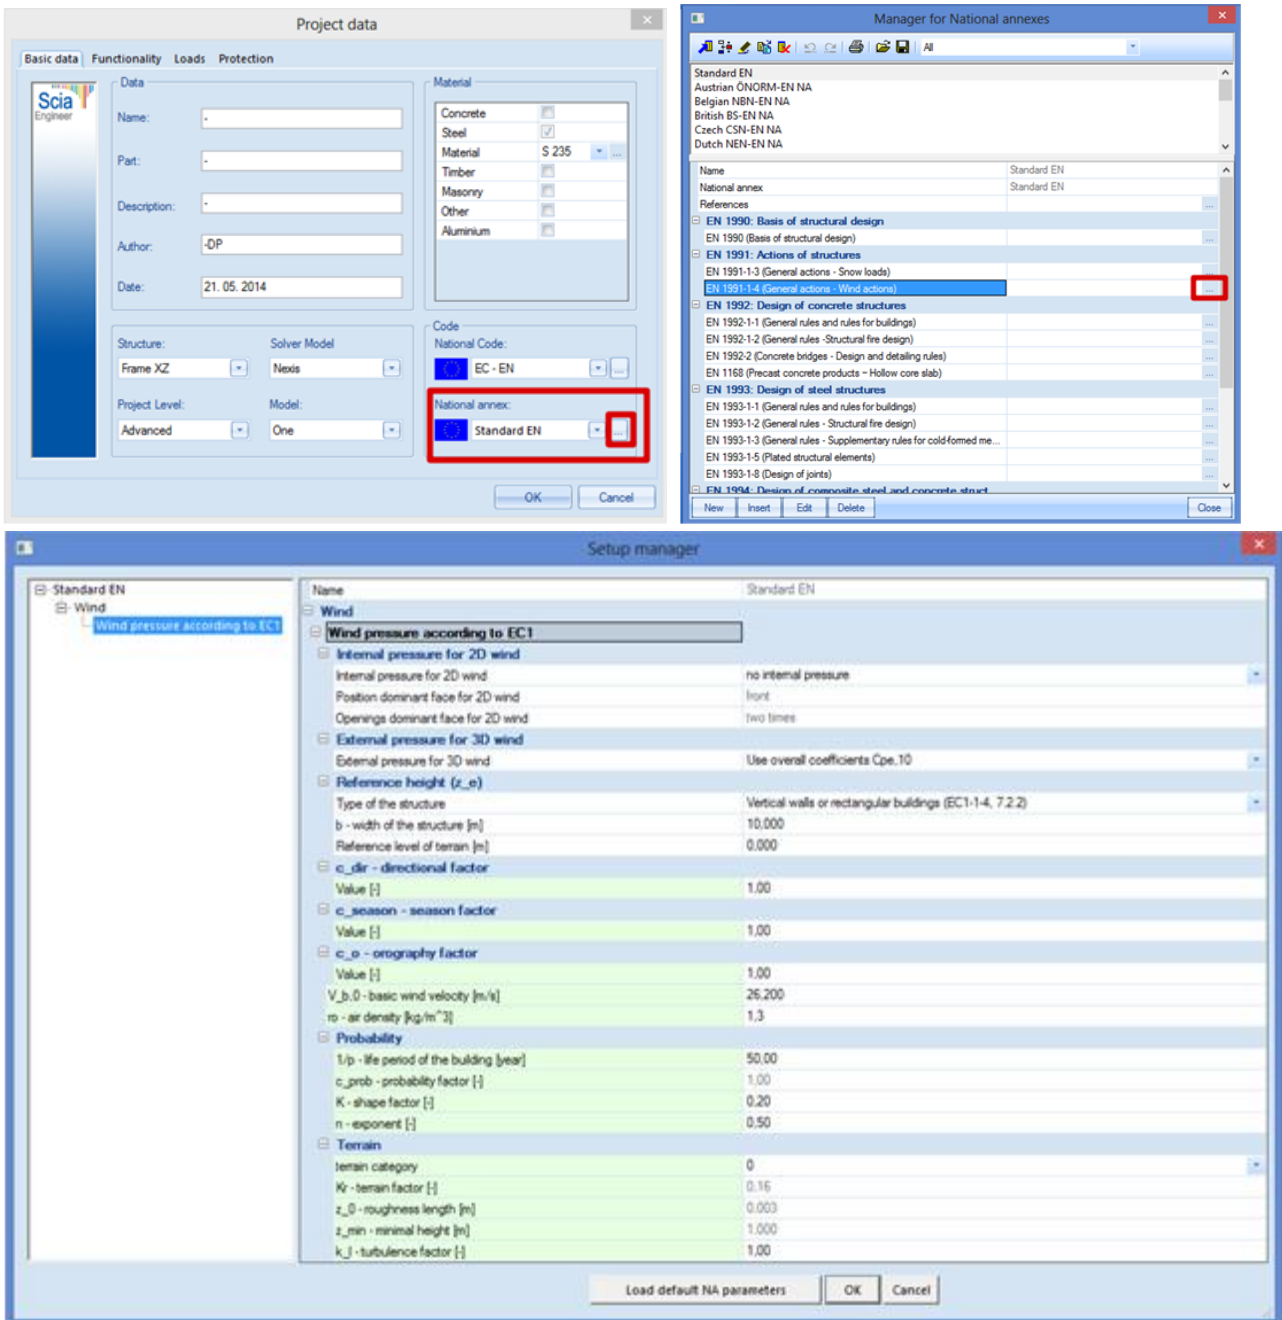 Project data
Basic data Functionality Loads Protection
Scia
Engineer
Data
Name: -
Part: -
Description: -
Author: -DP
Date: 21. 05. 2014
Material
Concrete
Steel
Material S 235 ...
Timber
Masonry
Other
Aluminium
Structure: Solver Model
Frame XZ Nexis
Project Level: Model:
Advanced One
Code
National Code:
EC - EN ...
National annex:
Standard EN ...
OK Cancel
Manager for National annexes
All
Standard EN
Austrian ÖNORM-EN NA
Belgian NBN-EN NA
British BS-EN NA
Czech CSN-EN NA
Dutch NEN-EN NA
Name Standard EN
National annex Standard EN
References ...
EN 1990: Basis of structural design
EN 1990 (Basis of structural design) ...
EN 1991: Actions of structures
EN 1991-1-3 (General actions - Snow loads) ...
EN 1991-1-4 (General actions - Wind actions) ...
EN 1992: Design of concrete structures
EN 1992-1-1 (General rules and rules for buildings) ...
EN 1992-1-2 (General rules -Structural fire design) ...
EN 1992-2 (Concrete bridges - Design and detailing rules) ...
EN 1168 (Precast concrete products – Hollow core slab) ...
EN 1993: Design of steel structures
EN 1993-1-1 (General rules and rules for buildings) ...
EN 1993-1-2 (General rules - Structural fire design) ...
EN 1993-1-3 (General rules - Supplementary rules for cold-formed me... ...
EN 1993-1-5 (Plated structural elements) ...
EN 1993-1-8 (Design of joints) ...
EN 1994: Design of composite steel and concrete struct
New Insert Edit Delete Close
Setup manager
Standard EN
Wind
Wind pressure according to EC1
Name Standard EN
Wind
Wind pressure according to EC1
Internal pressure for 2D wind
Internal pressure for 2D wind no internal pressure
Position dominant face for 2D wind front
Openings dominant face for 2D wind two times
External pressure for 3D wind
External pressure for 3D wind Use overall coefficients Cpe,10
Reference height (z_e)
Type of the structure Vertical walls or rectangular buildings (EC1-1-4, 7.2.2)
b - width of the structure [m] 10,000
Reference level of terrain [m] 0,000
c_dir - directional factor
Value [-] 1,00
c_season - season factor
Value [-] 1,00
c_o - orography factor
Value [-] 1,00
V_b,0 - basic wind velocity [m/s] 26,200
ro - air density [kg/m^3] 1,3
Probability
1/p - life period of the building [year] 50,00
c_prob - probability factor [-] 1,00
K - shape factor [-] 0,20
n - exponent [-] 0,50
Terrain
terrain category 0
Kr - terrain factor [-] 0,16
z_0 - roughness length [m] 0,003
z_min - minimal height [m] 1,000
k_I - turbulence factor [-] 1,00
Load default NA parameters OK Cancel